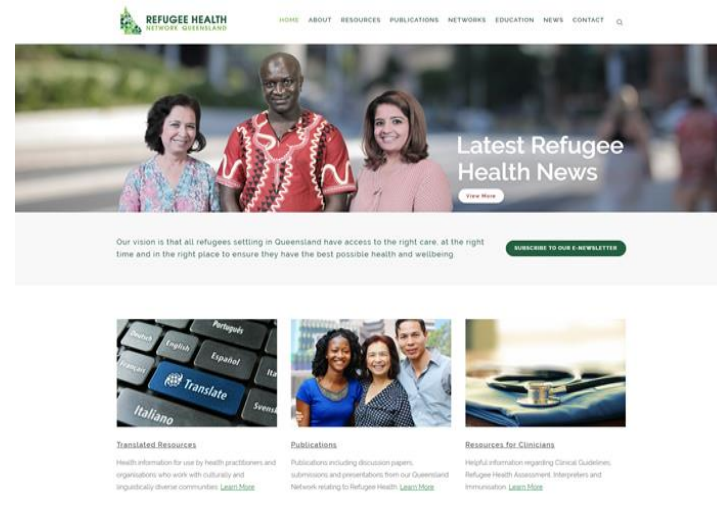 REFUGEE HEALTH
NETWORK QUEENSLAND
HOME ABOUT RESOURCES PUBLICATIONS NETWORKS EDUCATION NEWS CONTACT
Latest Refugee
Health News
View More
Our vision is that all refugees settling in Queensland have access to the right care, at the right
time and in the right place to ensure they have the best possible health and wellbeing.
SUBSCRIBE TO OUR E-NEWSLETTER
Português
Deutsch
English
Español
Français
Translate
Italiano
Svens
Ita
Translated Resources
Health information for use by health practitioners and
organisations who work with culturally and
linguistically diverse communities. Learn More
Publications
Publications including discussion papers,
submissions and presentations from our Queensland
Network relating to Refugee Health. Learn More
Resources for Clinicians
Helpful information regarding Clinical Guidelines,
Refugee Health Assessment, Interpreters and
Immunisation. Learn More